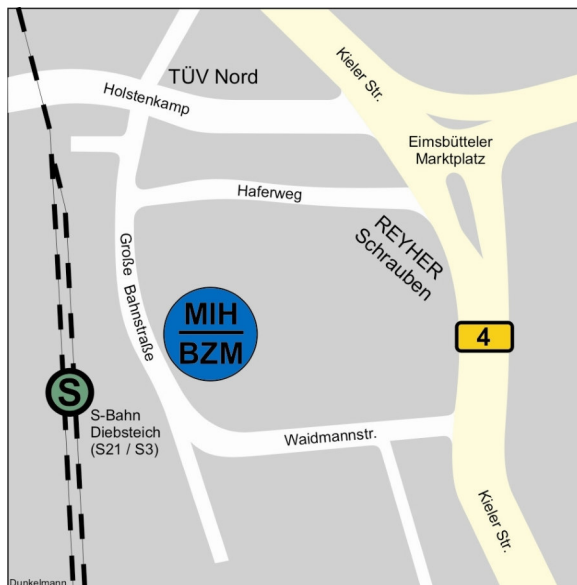 Kieler Str.
TÜV Nord
Holstenkamp
Eimsbütteler
Marktplatz
Haferweg
REYHER
Schrauben
Große Bahnstraße
MIH
BZM
4
S
S-Bahn
Diebsteich
(S21 / S3)
Waidmannstr.
Kieler Str.
Dunkelmann